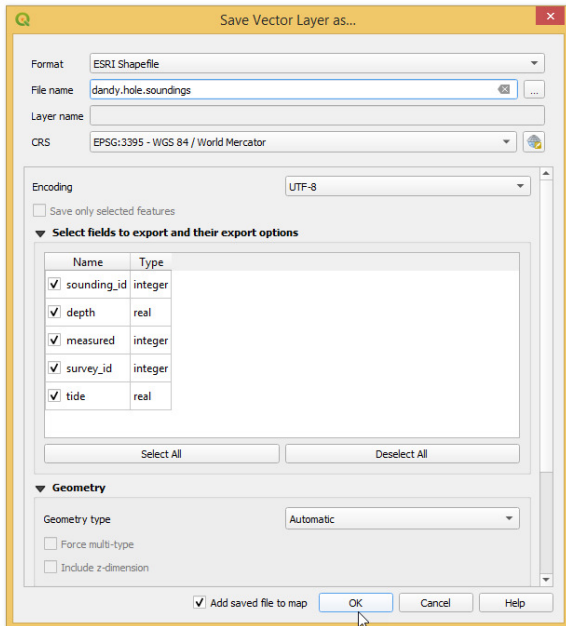 Save Vector Layer as...
Format ESRI Shapefile
File name dandy.hole.soundings ...
Layer name
CRS EPSG:3395 - WGS 84 / World Mercator
Encoding UTF-8
Save only selected features
Select fields to export and their export options
Name Type
sounding_id integer
depth real
measured integer
survey_id integer
tide real
Select All Deselect All
Geometry
Geometry type Automatic
Force multi-type
Include z-dimension
Add saved file to map OK Cancel Help